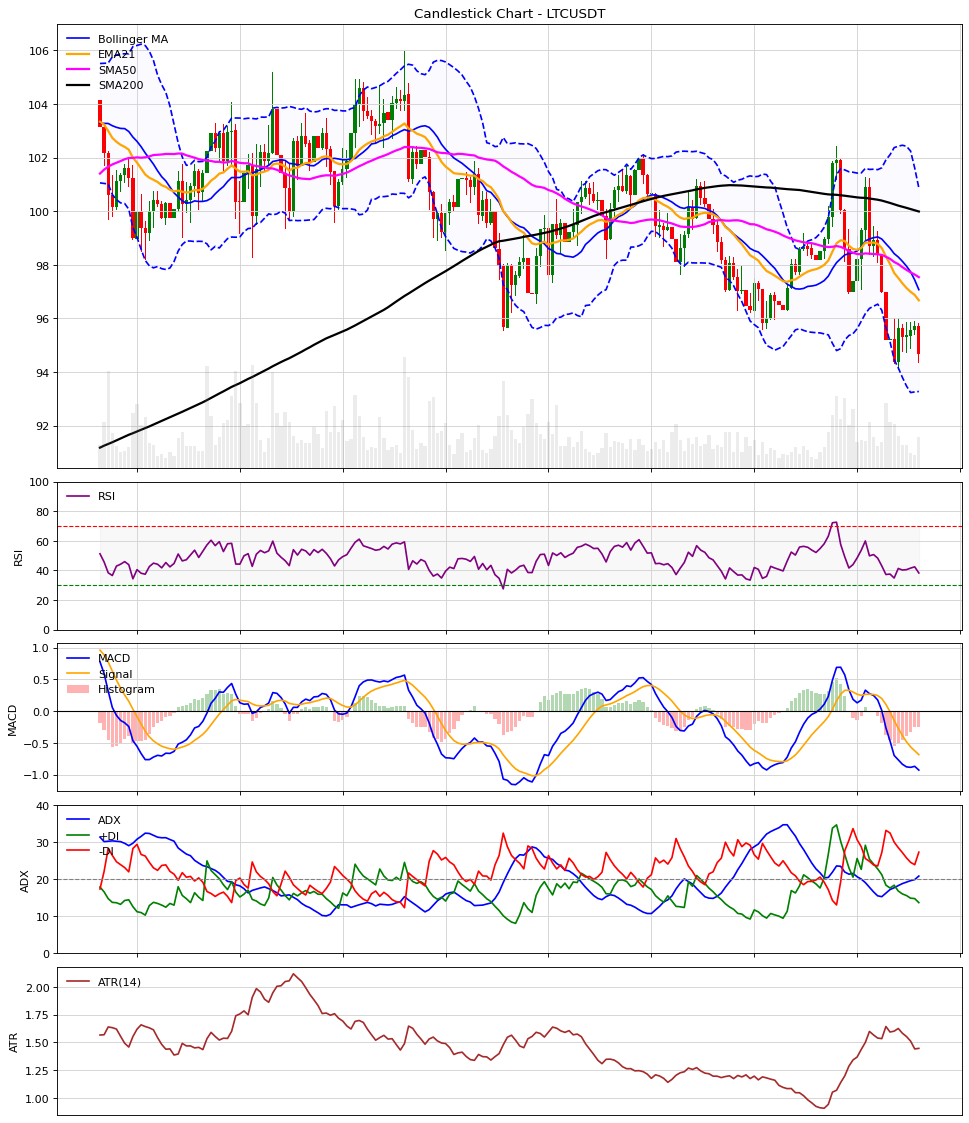 Candlestick Chart - LTCUSDT
Bollinger MA
EMA21
SMA50
SMA200
106
104
102
100
98
96
94
92
RSI
100
80
60
40
20
0
RSI
MACD
Signal
Histogram
1.0
0.5
0.0
−0.5
−1.0
MACD
ADX
+DI
-DI
40
30
20
10
0
ADX
ATR(14)
2.00
1.75
1.50
1.25
1.00
ATR